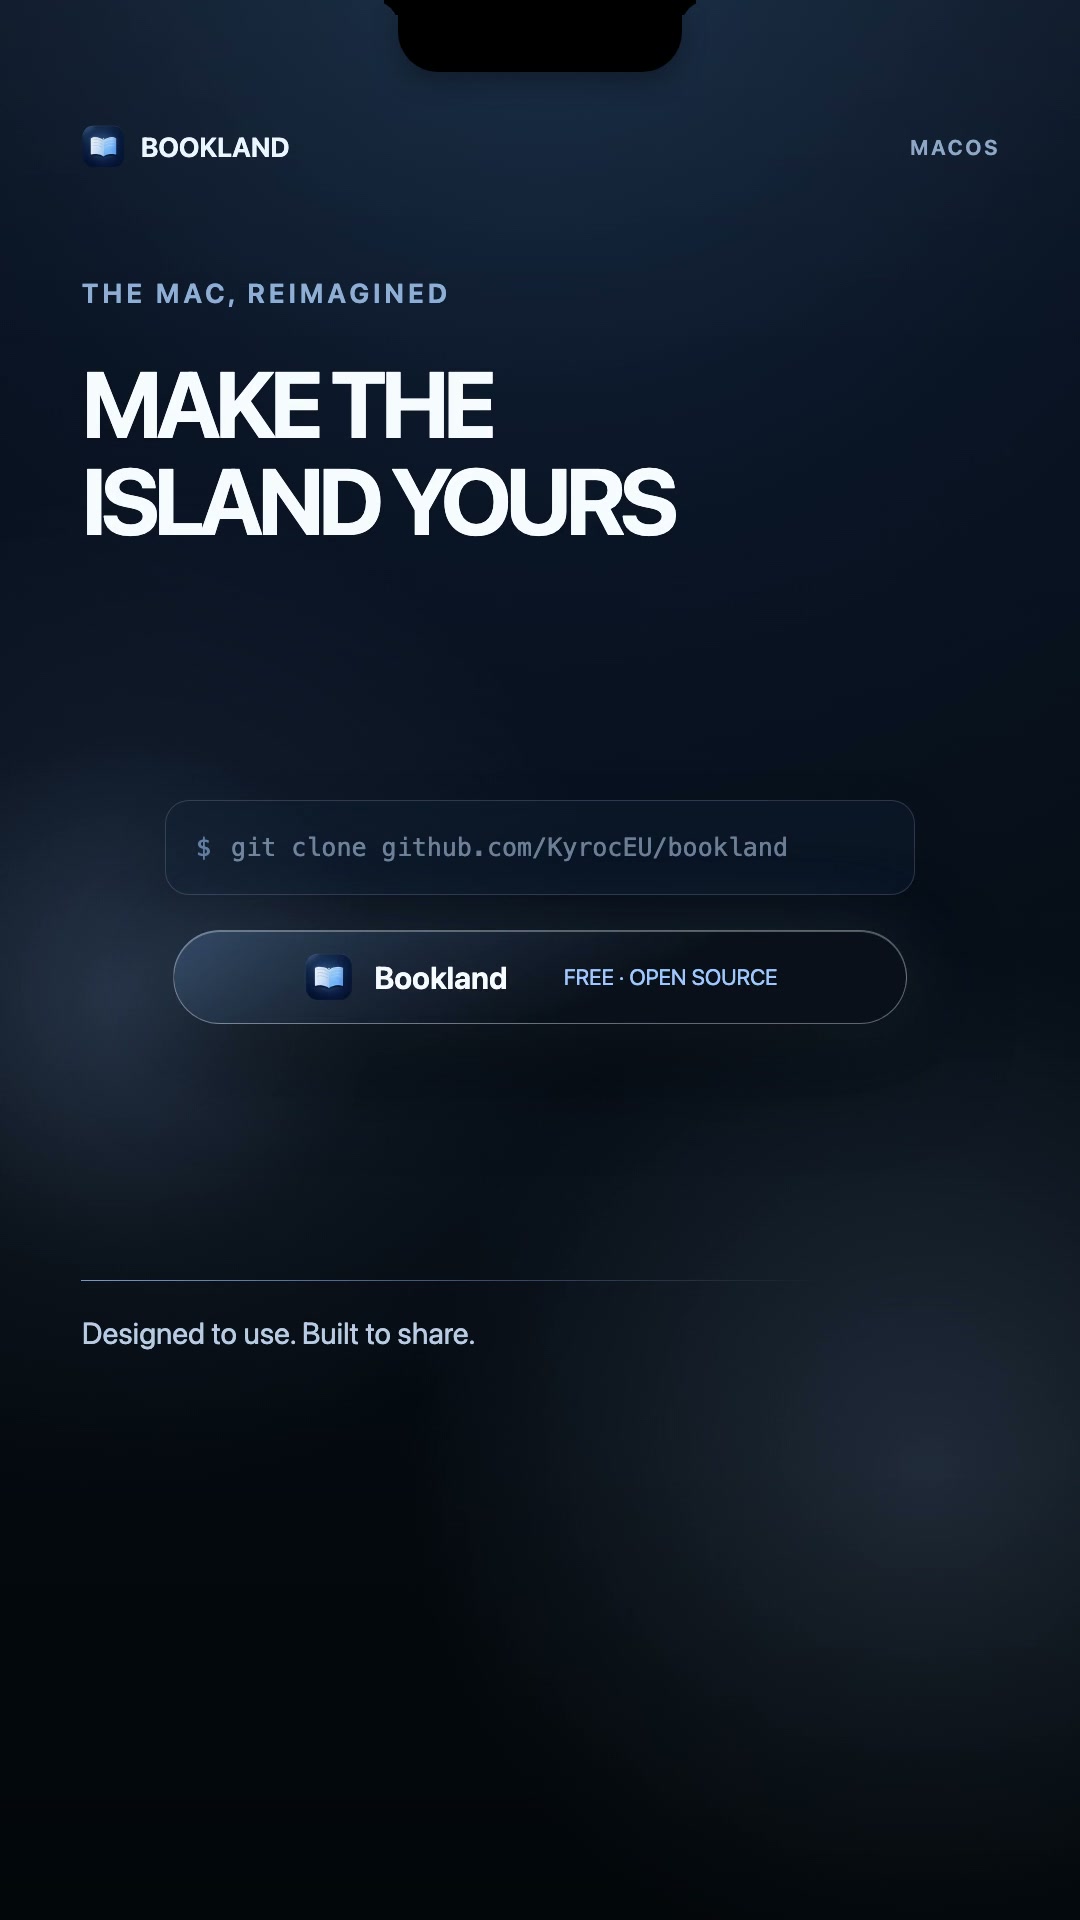 BOOKLAND
MACOS
THE MAC, REIMAGINED
MAKE THE
ISLAND YOURS
$ git clone github.com/KyrocEU/bookland
Bookland FREE · OPEN SOURCE
Designed to use. Built to share.